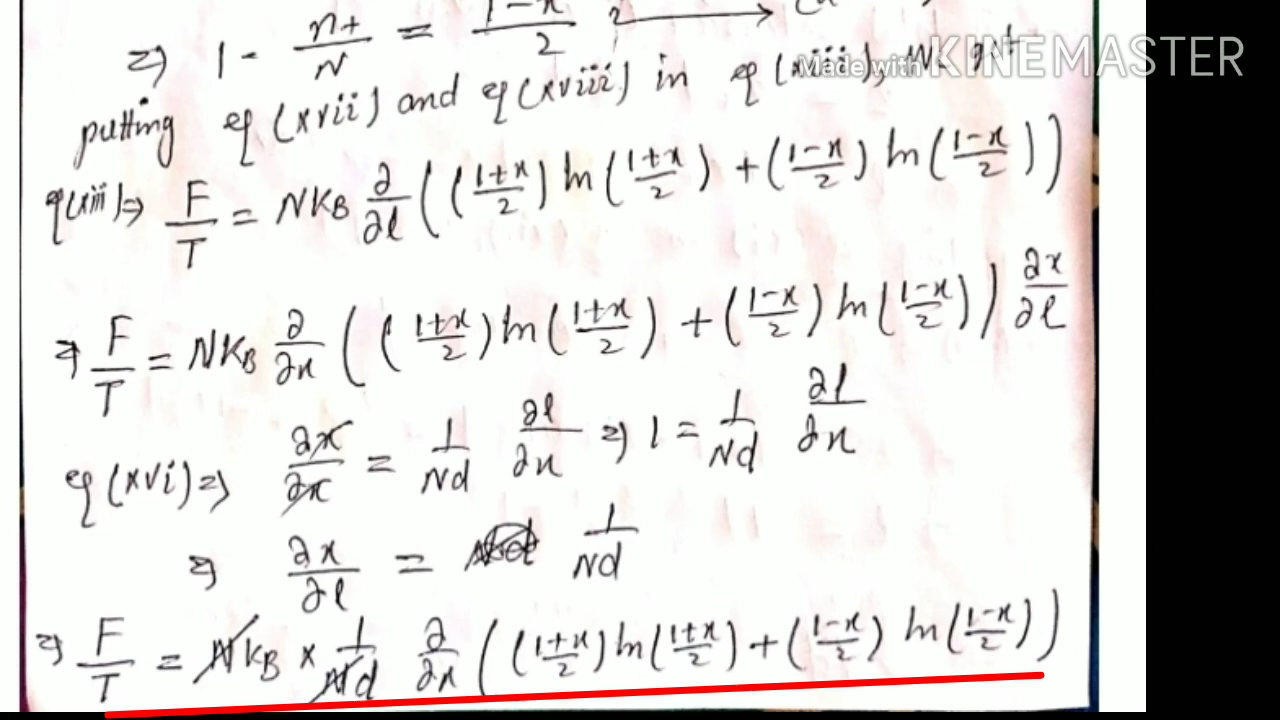 ⇒ 1 - n+/N = (1-x)/2
Made with KINEMASTER
putting eq(xvii) and eq(xviii) in eq(xiii), we get
eq(xiii)⇒ F/T = NKB ∂/∂l ((1+x/2) ln(1+x/2) + (1-x/2) ln(1-x/2))
⇒ F/T = NKB ∂/∂x ((1+x/2) ln(1+x/2) + (1-x/2) ln(1-x/2)) ∂x/∂l
eq(xvi)⇒ ∂x/∂x = 1/Nd ∂l/∂x ⇒ 1 = 1/Nd ∂l/∂x
⇒ ∂x/∂l = 1/Nd
⇒ F/T = NKB × 1/Nd ∂/∂x ((1+x/2) ln(1+x/2) + (1-x/2) ln(1-x/2))